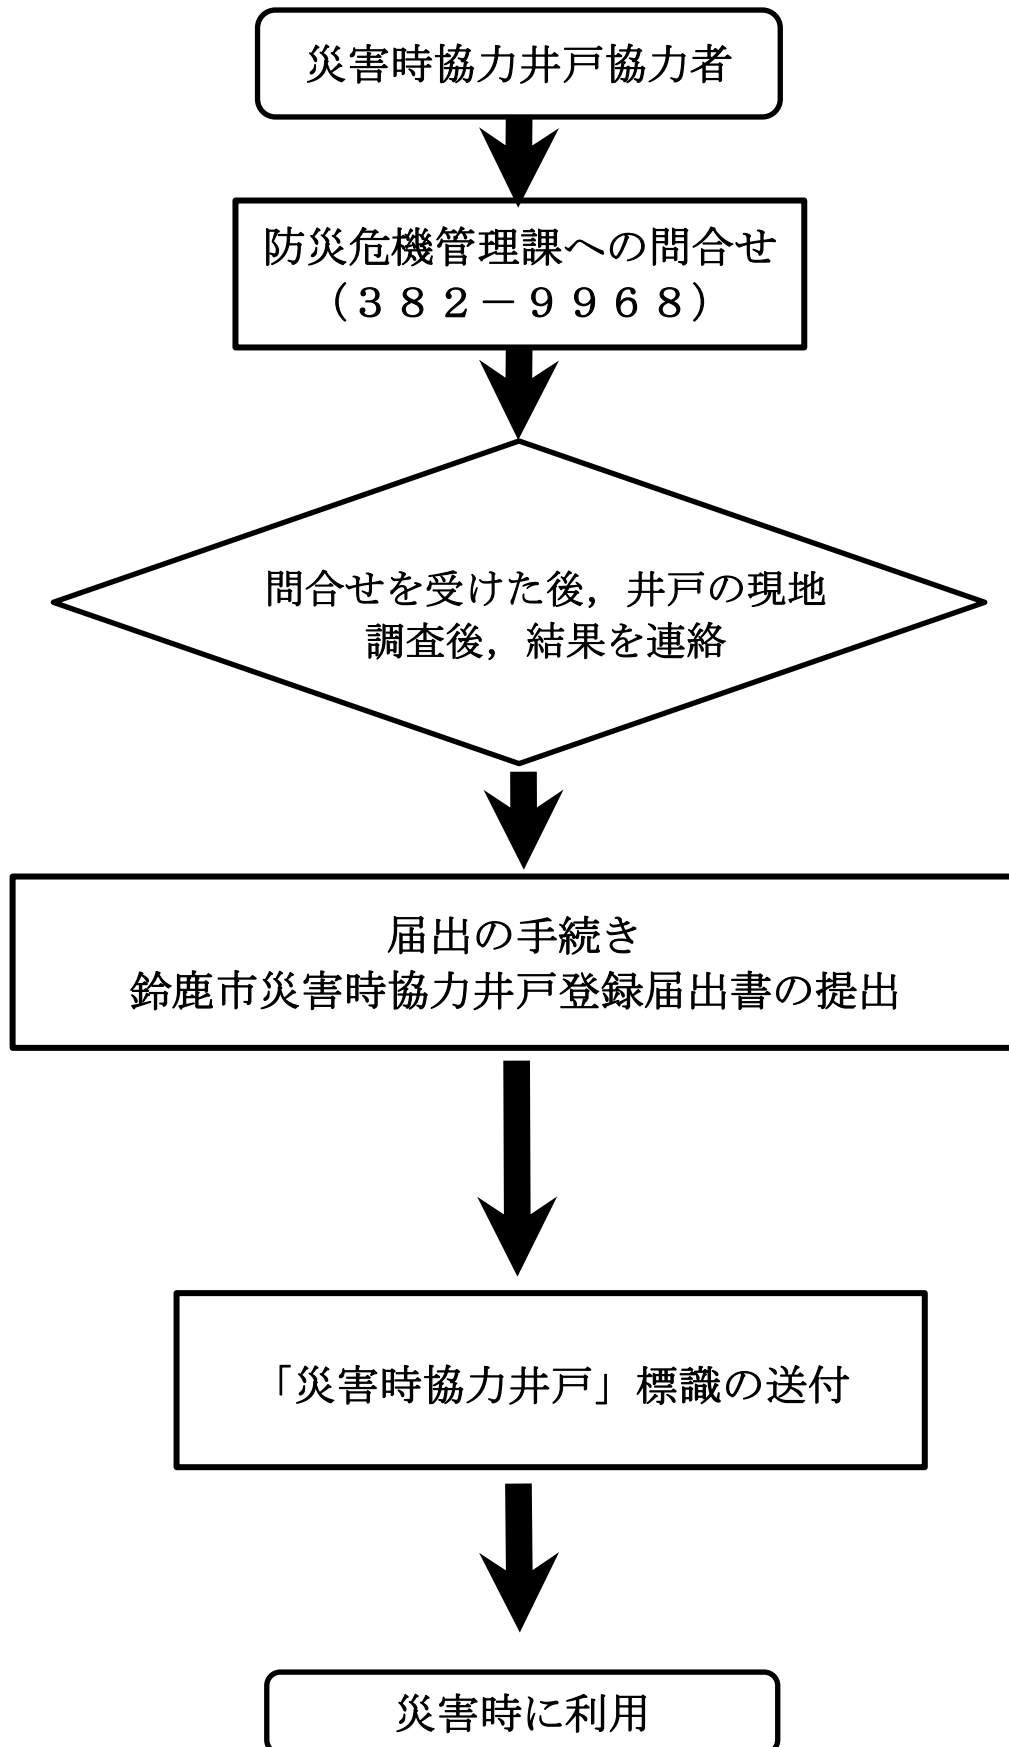 災害時協力井戸協力者
防災危機管理課への問合せ
（３８２－９９６８）
問合せを受けた後，井戸の現地
調査後，結果を連絡
届出の手続き
鈴鹿市災害時協力井戸登録届出書の提出
「災害時協力井戸」標識の送付
災害時に利用